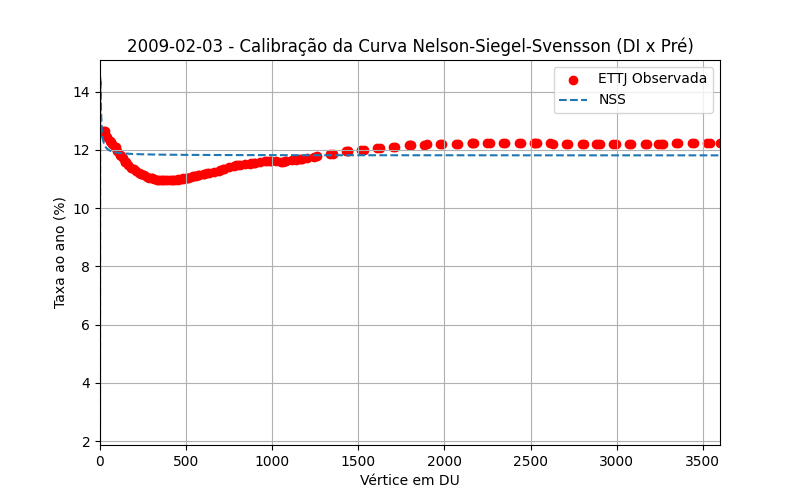 2009-02-03 - Calibração da Curva Nelson-Siegel-Svensson (DI x Pré)
ETTJ Observada
NSS
Taxa ao ano (%)
14
12
10
8
6
4
2
0 500 1000 1500 2000 2500 3000 3500
Vértice em DU